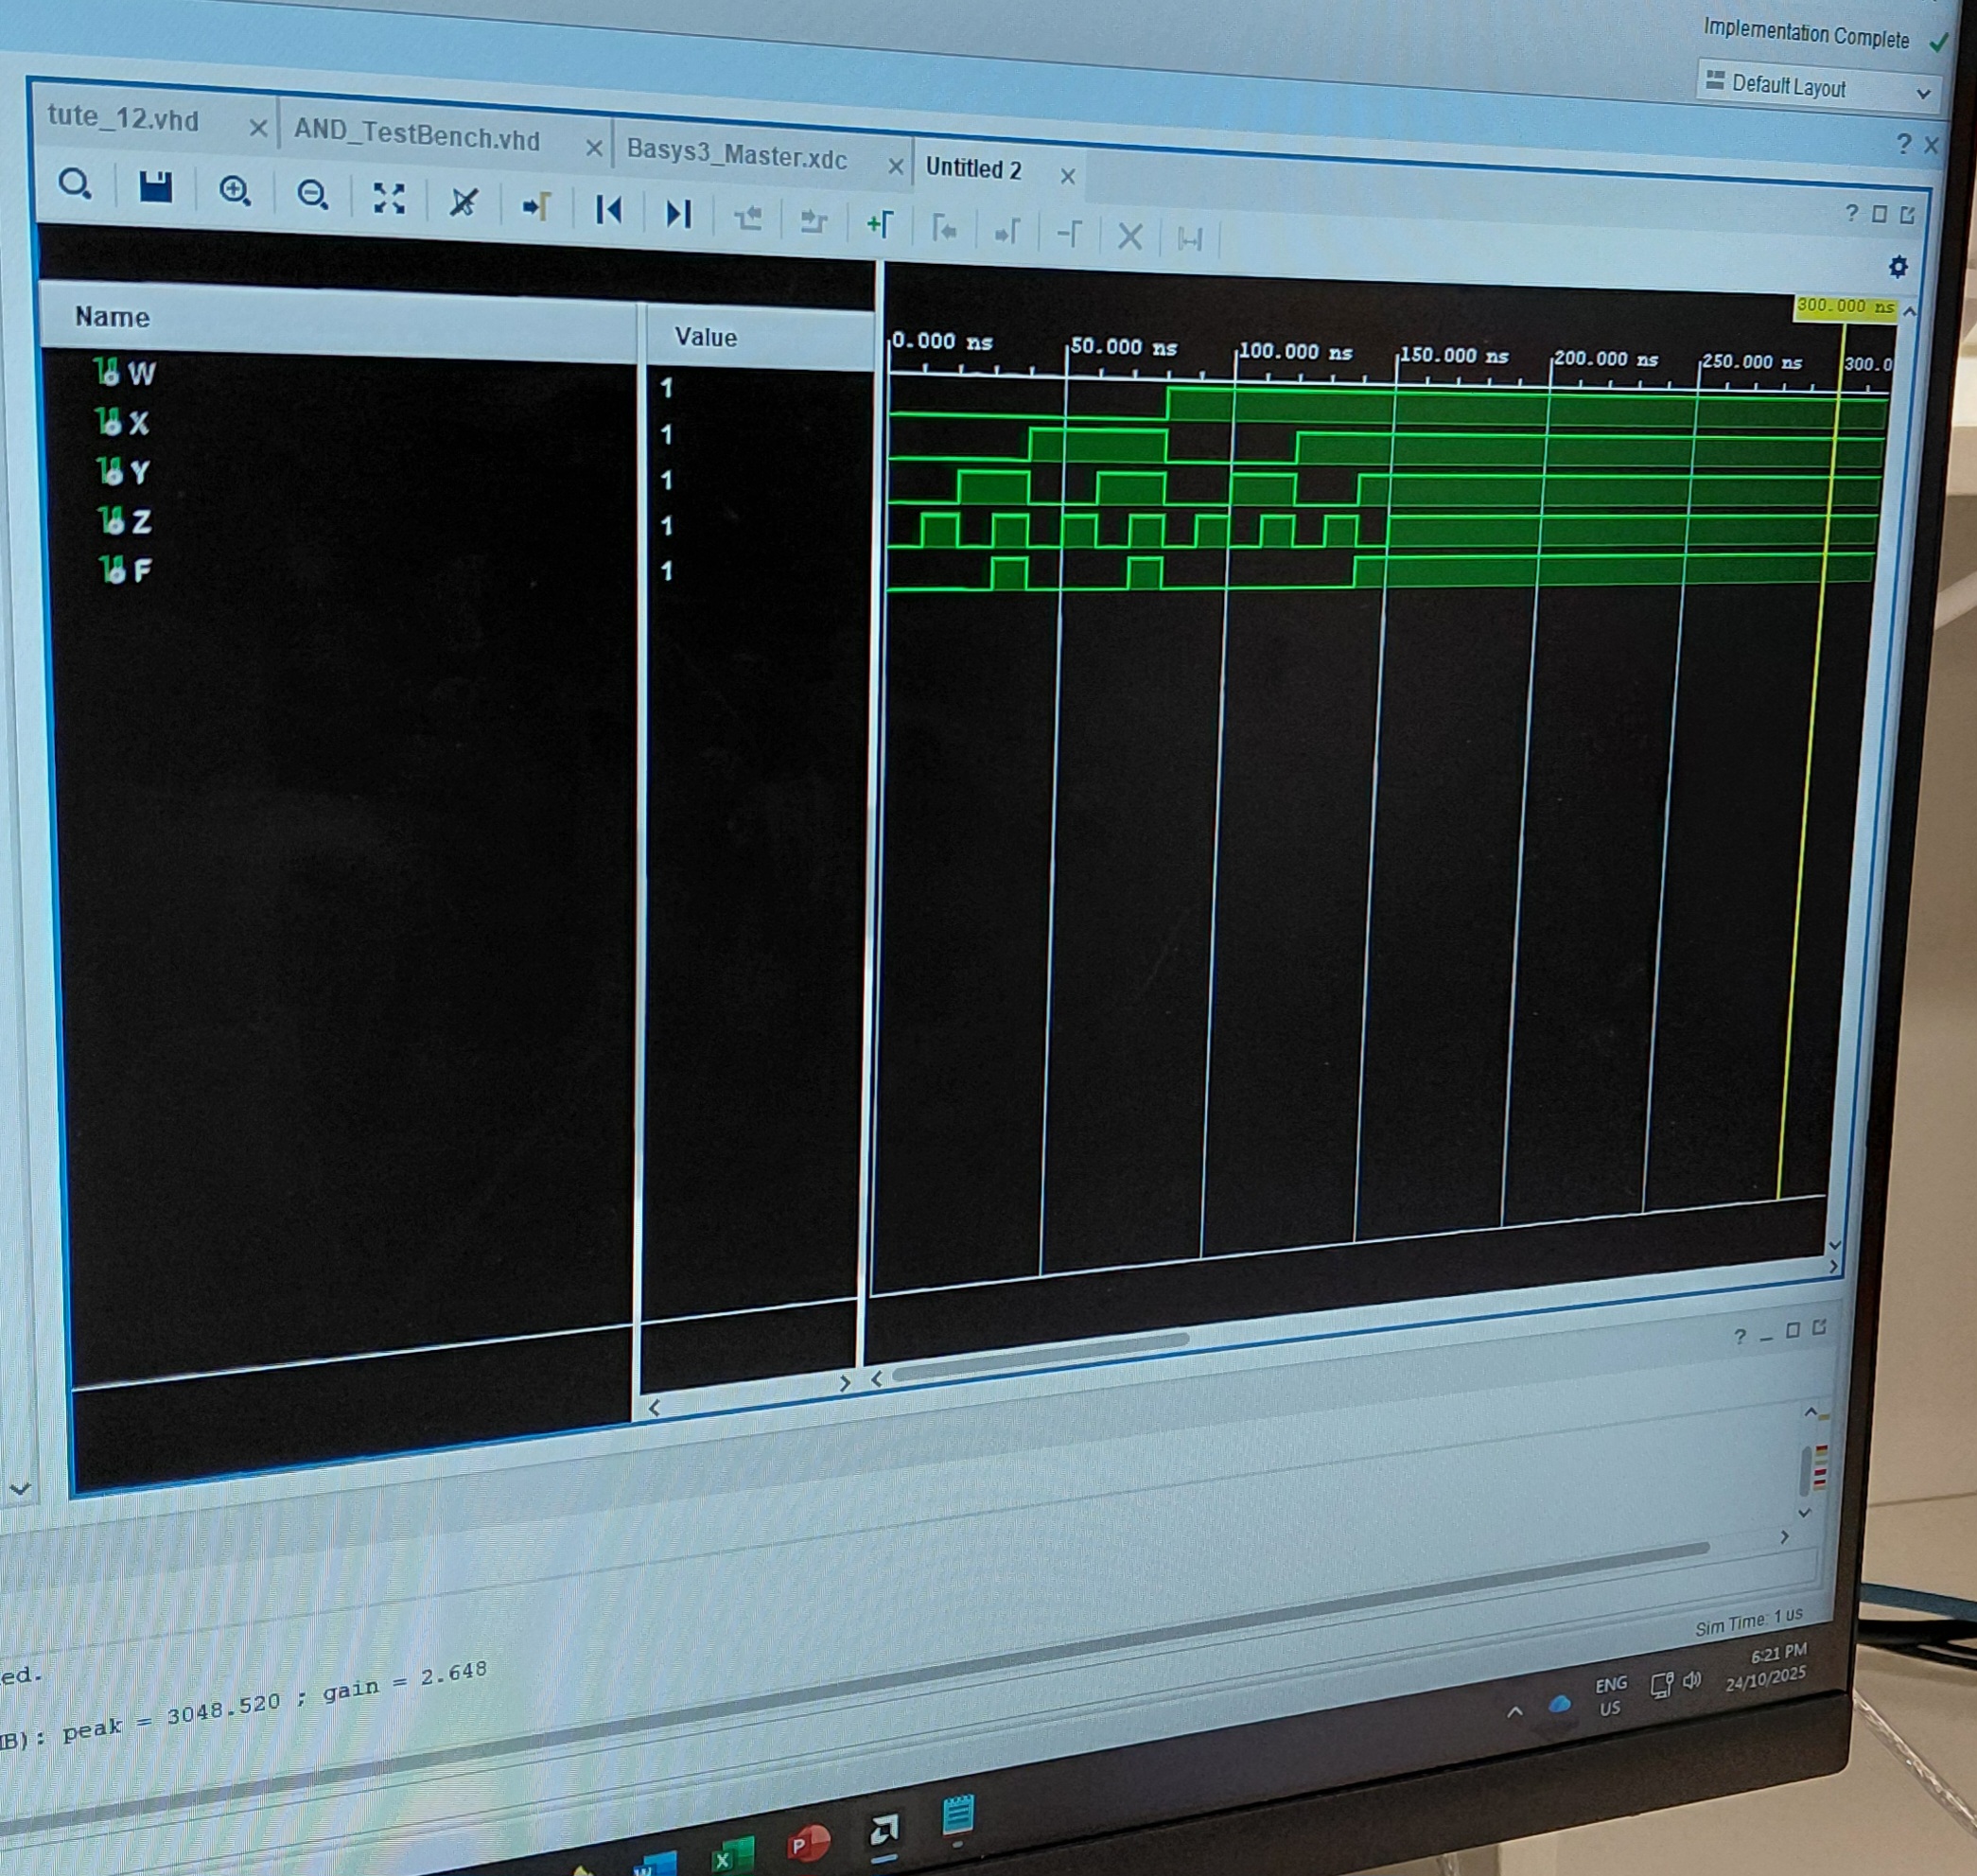 Implementation Complete
Default Layout
tute_12.vhd
AND_TestBench.vhd
Basys3_Master.xdc
Untitled 2
300.000 ns
Name
Value
0.000 ns
50.000 ns
100.000 ns
150.000 ns
200.000 ns
250.000 ns
300.0
W 1
X 1
Y 1
Z 1
F 1
Sim Time: 1 us
ed.
B): peak = 3048.520 ; gain = 2.648
6:21 PM
ENG
US
24/10/2025
P
X
W